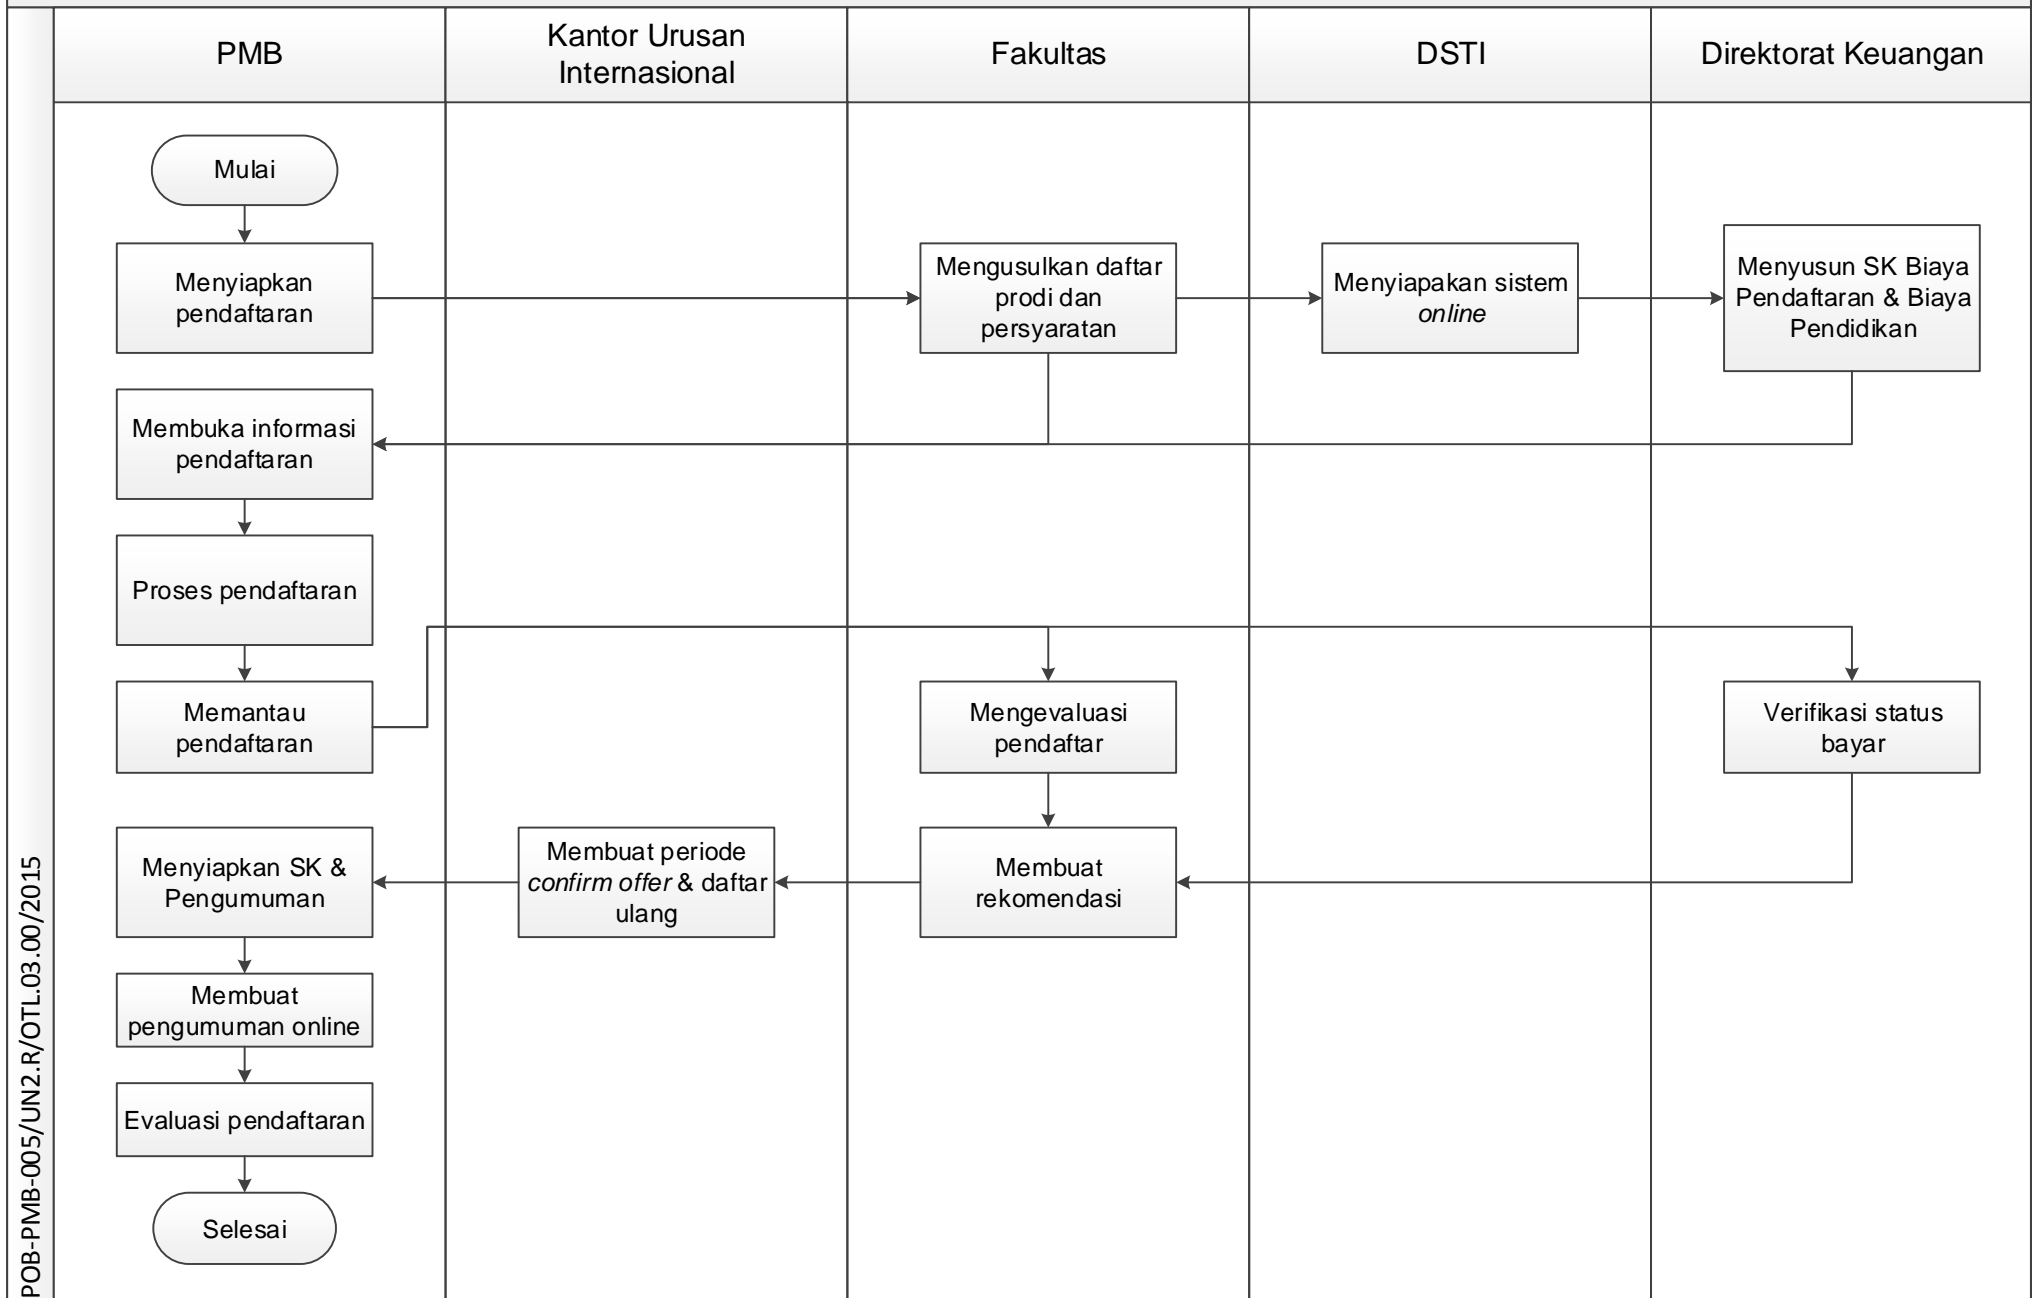 PMB
Kantor Urusan
Internasional
Fakultas
DSTI
Direktorat Keuangan
Mulai
Menyiapkan
pendaftaran
Mengusulkan daftar
prodi dan
persyaratan
Menyiapakan sistem
online
Menyusun SK Biaya
Pendaftaran & Biaya
Pendidikan
Membuka informasi
pendaftaran
Proses pendaftaran
Memantau
pendaftaran
Mengevaluasi
pendaftar
Verifikasi status
bayar
Menyiapkan SK &
Pengumuman
Membuat periode
confirm offer & daftar
ulang
Membuat
rekomendasi
Membuat
pengumuman online
Evaluasi pendaftaran
Selesai
POB-PMB-005/UN2.R/OTL.03.00/2015